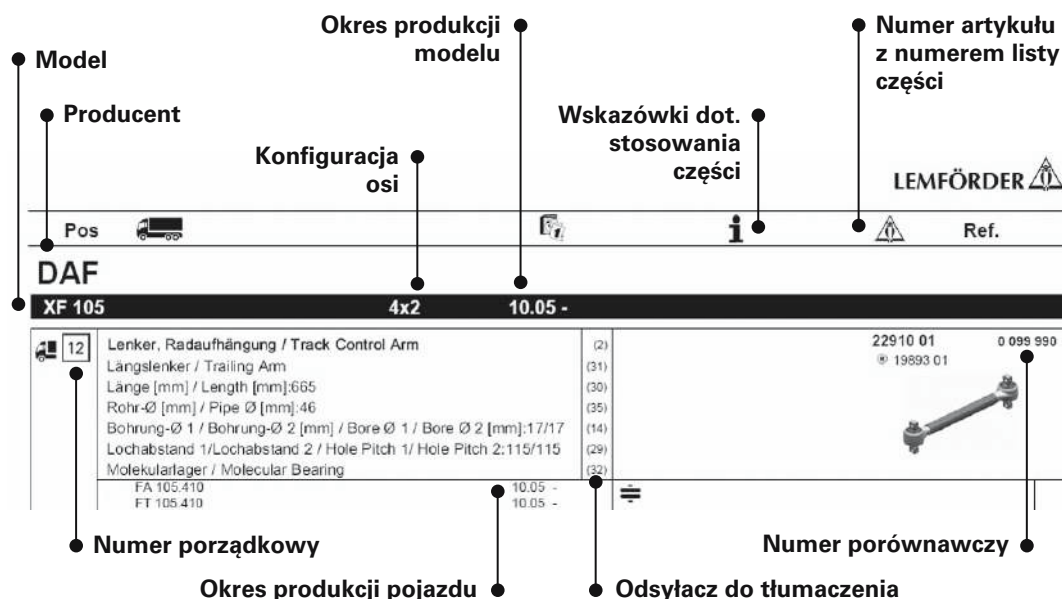 Okres produkcji modelu
Numer artykułu z numerem listy części
Model
Producent
Wskazówki dot. stosowania części
Konfiguracja osi
LEMFÖRDER
Pos
i
Ref.
DAF
XF 105 4x2 10.05 -
12 Lenker, Radaufhängung / Track Control Arm (2) 22910 01 0 099 990
Längslenker / Trailing Arm (31) 19893 01
Länge [mm] / Length [mm]:665 (30)
Rohr-Ø [mm] / Pipe Ø [mm]:46 (35)
Bohrung-Ø 1 / Bohrung-Ø 2 [mm] / Bore Ø 1 / Bore Ø 2 [mm]:17/17 (14)
Lochabstand 1/Lochabstand 2 / Hole Pitch 1/ Hole Pitch 2:115/115 (29)
Molekularlager / Molecular Bearing (32)
FA 105.410 10.05 -
FT 105.410 10.05 -
Numer porządkowy
Numer porównawczy
Okres produkcji pojazdu
Odsyłacz do tłumaczenia